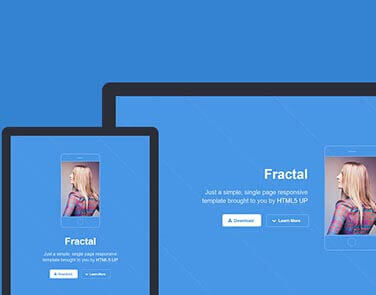 Fractal
Just a simple, single page responsive
template brought to you by HTML5 UP
Download
Learn More
Fractal
Just a simple, single page responsive
template brought to you by HTML5 UP
Download
Learn More